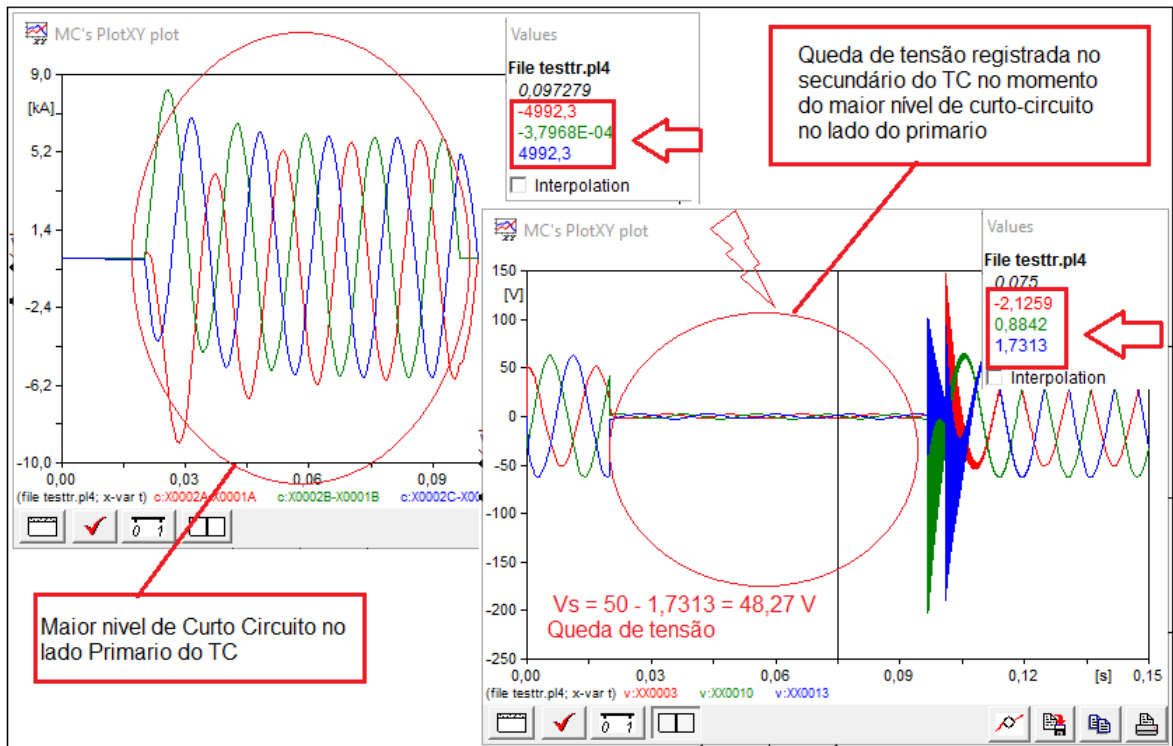 MC's PlotXY plot
Values
File testtr.pl4
0,097279
-4992,3
-3,7968E-04
4992,3
Interpolation
9,0
[kA]
5,2
1,4
-2,4
-6,2
-10,0
0,00
0,03
0,06
0,09
(file testtr.pl4; x-var t) c:X0002A-X0001A c:X0002B-X0001B c:X0002C-X00
Maior nivel de Curto Circuito no
lado Primario do TC
Queda de tensão registrada no
secundário do TC no momento
do maior nível de curto-circuito
no lado do primario
MC's PlotXY plot
Values
File testtr.pl4
0,075
-2,1259
0,8842
1,7313
Interpolation
150
[V]
100
50
0
-50
-100
-150
-200
-250
Vs = 50 - 1,7313 = 48,27 V
Queda de tensão
0,00
0,03
0,06
0,09
0,12
[s]
0,15
(file testtr.pl4; x-var t) v:XX0003 v:XX0010 v:XX0013